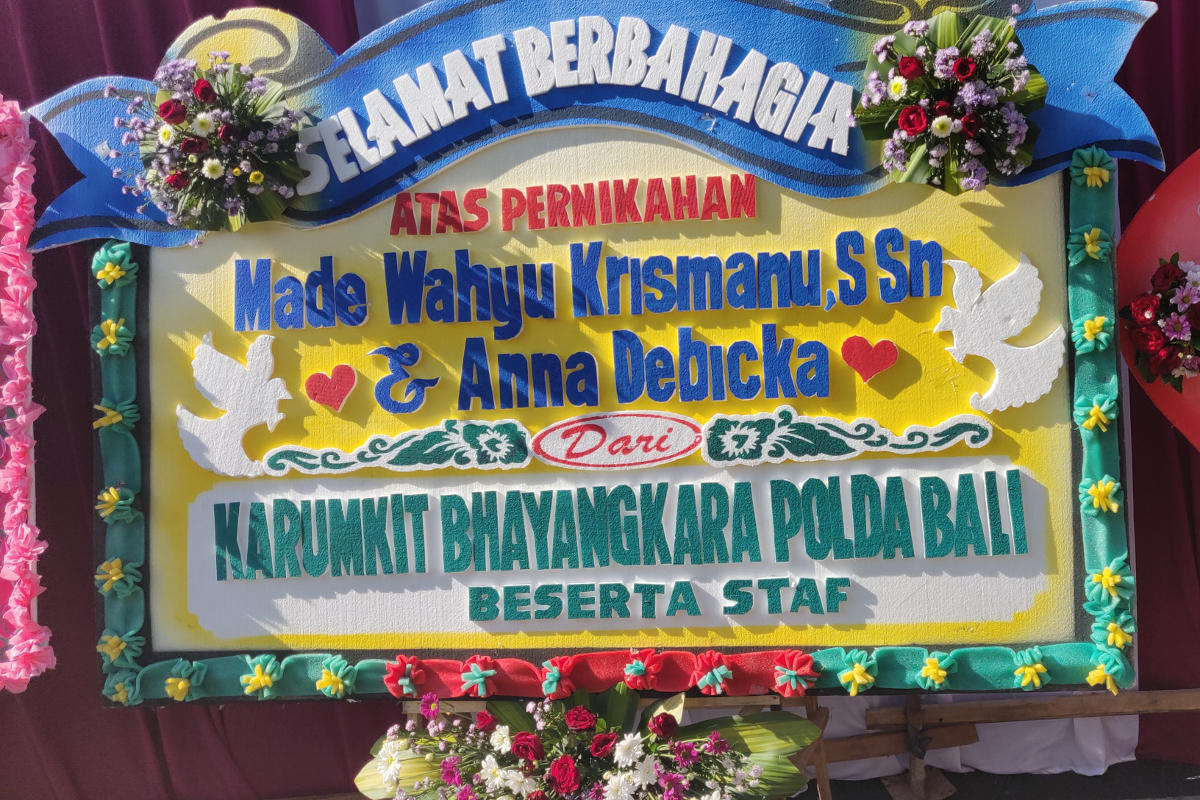 SELAMAT BERBAHAGIA
ATAS PERNIKAHAN
Made Wahyu Krismanu, S Sn
& Anna Debicka
Dari
KARUMKIT BHAYANGKARA POLDA BALI
BESERTA STAF